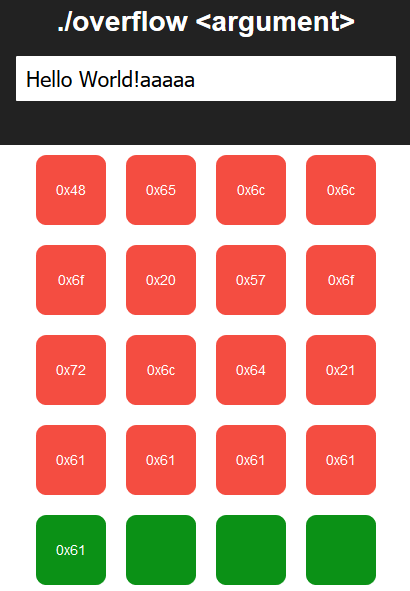 ./overflow <argument>
Hello World!aaaaa
0x48 0x65 0x6c 0x6c
0x6f 0x20 0x57 0x6f
0x72 0x6c 0x64 0x21
0x61 0x61 0x61 0x61
0x61